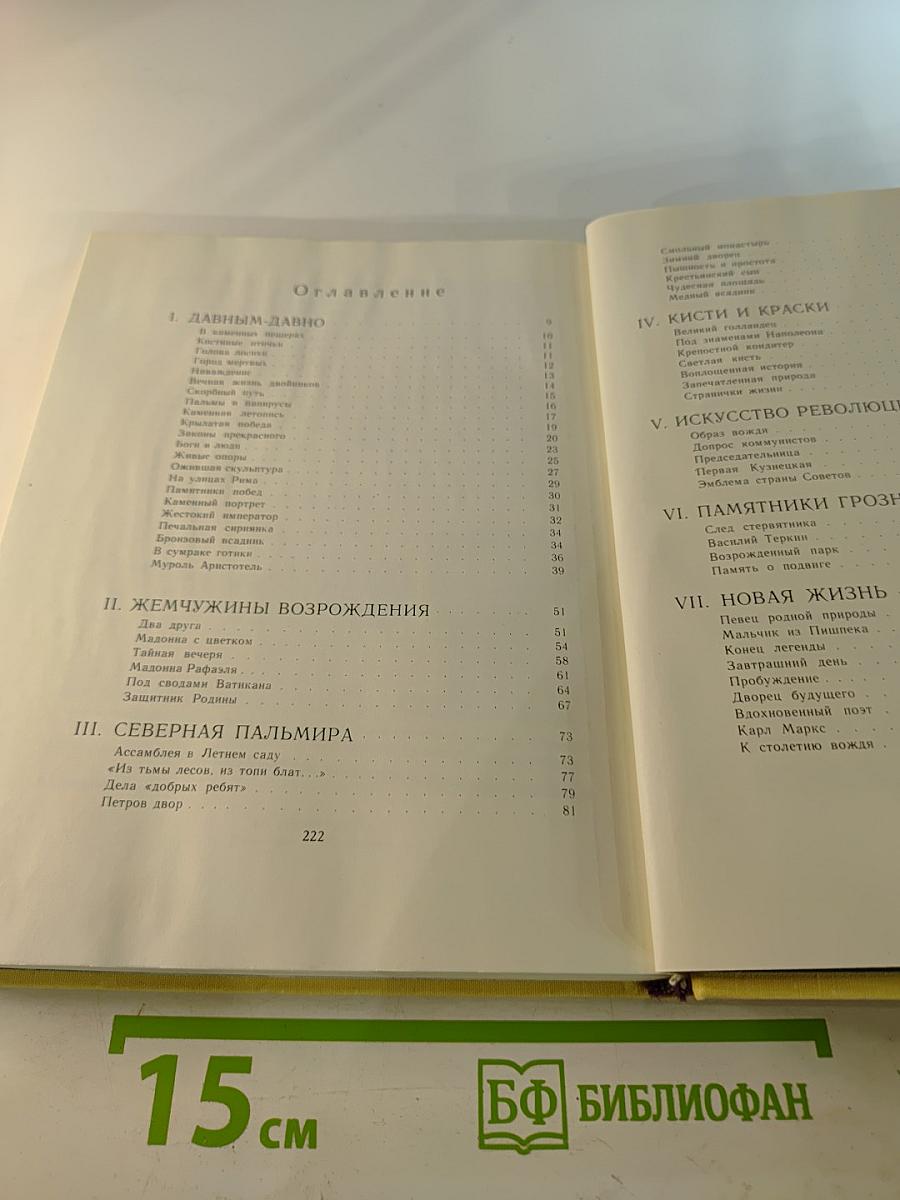 Оглавление
I. ДАВНЫМ-ДАВНО 9
В каменных пещерах 10
Костяные птички 11
Голова лосихи 11
Город мертвых 12
Наваждение 13
Вечная жизнь двойников 14
Скорбный путь 15
Пальмы и папирусы 16
Каменная летопись 17
Крылатая победа 19
Законы прекрасного 20
Боги и люди 23
Живые опоры 25
Ожившая скульптура 27
На улицах Рима 29
Памятники побед 30
Каменный портрет 31
Жестокий император 32
Печальная сириянка 34
Бронзовый всадник 34
В сумраке готики 36
Муроль Аристотель 39
II. ЖЕМЧУЖИНЫ ВОЗРОЖДЕНИЯ 51
Два друга 51
Мадонна с цветком 54
Тайная вечеря 58
Мадонна Рафаэля 61
Под сводами Ватикана 64
Защитник Родины 67
III. СЕВЕРНАЯ ПАЛЬМИРА 73
Ассамблея в Летнем саду 73
«Из тьмы лесов, из топи блат...» 77
Дела «добрых ребят» 79
Петров двор 81
222
Смольный монастырь
Зимний дворец
Пышность и простота
Крестьянский сын
Чудесная площадь
Медный всадник
IV. КИСТИ И КРАСКИ
Великий голландец
Под знаменами Наполеона
Крепостной кондитер
Светлая кисть
Воплощенная история
Запечатленная природа
Странички жизни
V. ИСКУССТВО РЕВОЛЮЦ
Образ вождя
Допрос коммунистов
Председательница
Первая Кузнецкая
Эмблема страны Советов
VI. ПАМЯТНИКИ ГРОЗН
След стервятника
Василий Теркин
Возрожденный парк
Память о подвиге
VII. НОВАЯ ЖИЗНЬ
Певец родной природы
Мальчик из Пишпека
Конец легенды
Завтрашний день
Пробуждение
Дворец будущего
Вдохновенный поэт
Карл Маркс
К столетию вождя
15 см
БФ БИБЛИОФАН